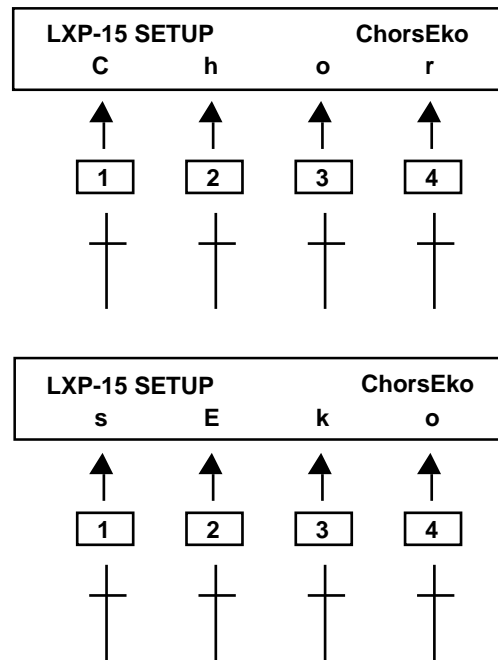 LXP-15 SETUP ChorsEko
C h o r
1 2 3 4
LXP-15 SETUP ChorsEko
s E k o
1 2 3 4